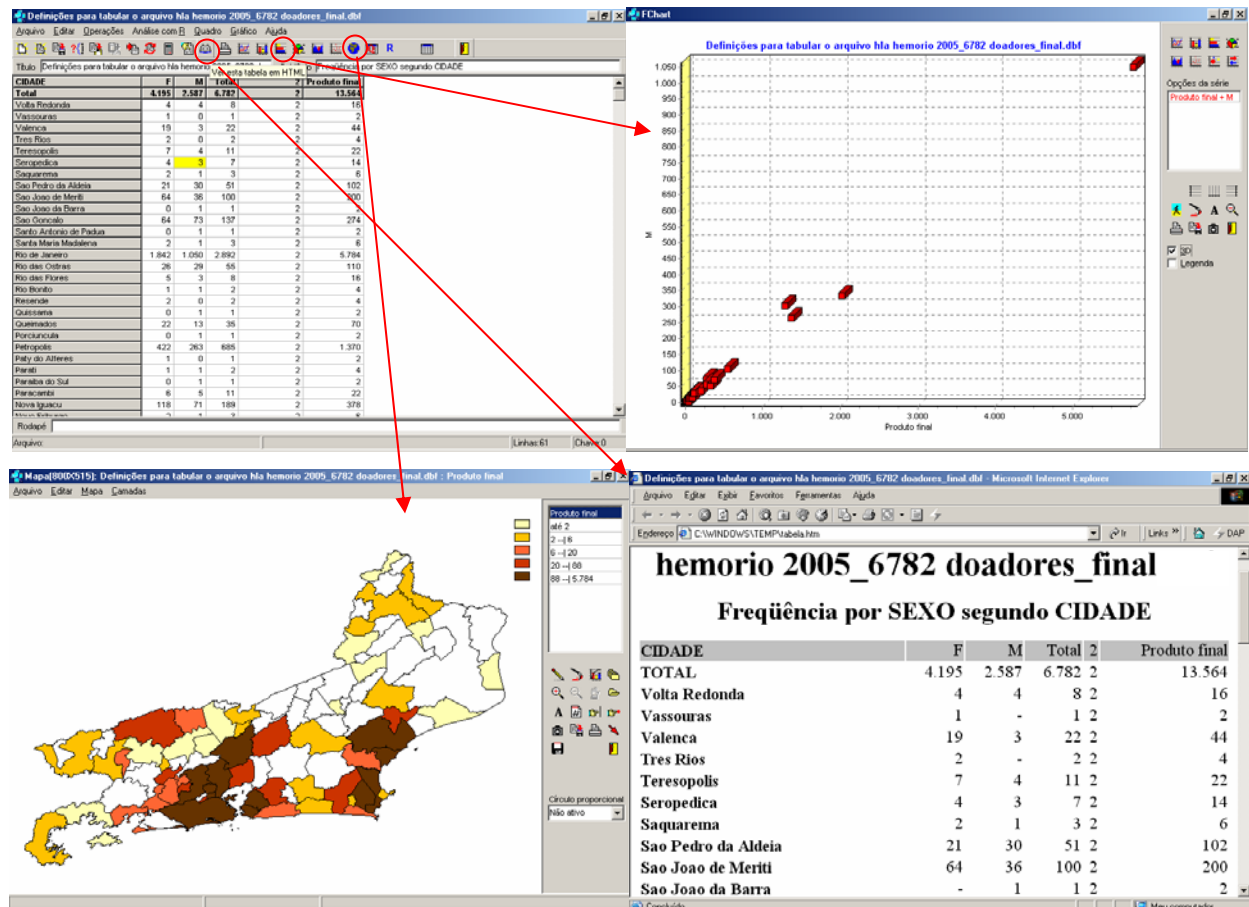 Definições para tabular o arquivo hla hemorio 2005_6782 doadores_final.dbf
Arquivo Editar Operações Análise com R Quadro Gráfico Ajuda
R
Título Definições para tabular o arquivo hla hemorio 2005_6782 Freqüência por SEXO segundo CIDADE
Ver esta tabela em HTML
CIDADE F M Total 2 Produto final
Total 4.195 2.587 6.782 2 13.564
Volta Redonda 4 4 8 2 16
Vassouras 1 0 1 2 2
Valenca 19 3 22 2 44
Tres Rios 2 0 2 2 4
Teresopolis 7 4 11 2 22
Seropedica 4 3 7 2 14
Saquarema 2 1 3 2 6
Sao Pedro da Aldeia 21 30 51 2 102
Sao Joao de Meriti 64 36 100 2 200
Sao Joao da Barra 0 1 1 2 2
Sao Goncalo 64 73 137 2 274
Santo Antonio de Padua 0 1 1 2 2
Santa Maria Madalena 2 1 3 2 6
Rio de Janeiro 1.842 1.050 2.892 2 5.784
Rio das Ostras 26 29 55 2 110
Rio das Flores 5 3 8 2 16
Rio Bonito 1 1 2 2 4
Resende 2 0 2 2 4
Quissama 0 1 1 2 2
Queimados 22 13 35 2 70
Porciuncula 0 1 1 2 2
Petropolis 422 263 685 2 1.370
Paty do Alferes 1 0 1 2 2
Parati 1 1 2 2 4
Paraiba do Sul 0 1 1 2 2
Paracambi 6 5 11 2 22
Nova Iguacu 118 71 189 2 378
Rodapé
Arquivo: Linhas:61 Chave:0
FChart
Definições para tabular o arquivo hla hemorio 2005_6782 doadores_final.dbf
1.050
1.000
950
900
850
800
750
700
650
600
550
500
450
400
350
300
250
200
150
100
50
0
M
0 1.000 2.000 3.000 4.000 5.000
Produto final
Opções da série
Produto final + M
A
3D
Legenda
Mapa[800X515]: Definições para tabular o arquivo hla hemorio 2005_6782 doadores_final.dbf : Produto final
Arquivo Editar Mapa Camadas
até 2
2 --| 6
6 --| 20
20 --| 88
88 --| 5.784
Produto final
A
Círculo proporcional
Não ativo
Definições para tabular o arquivo hla hemorio 2005_6782 doadores_final.dbf - Microsoft Internet Explorer
Arquivo Editar Exibir Favoritos Ferramentas Ajuda
Endereço C:\WINDOWS\TEMP\tabela.htm Ir Links » DAP
hemorio 2005_6782 doadores_final
Freqüência por SEXO segundo CIDADE
CIDADE F M Total 2 Produto final
TOTAL 4.195 2.587 6.782 2 13.564
Volta Redonda 4 4 8 2 16
Vassouras 1 - 1 2 2
Valenca 19 3 22 2 44
Tres Rios 2 - 2 2 4
Teresopolis 7 4 11 2 22
Seropedica 4 3 7 2 14
Saquarema 2 1 3 2 6
Sao Pedro da Aldeia 21 30 51 2 102
Sao Joao de Meriti 64 36 100 2 200
Sao Joao da Barra - 1 1 2 2
Concluído Meu computador